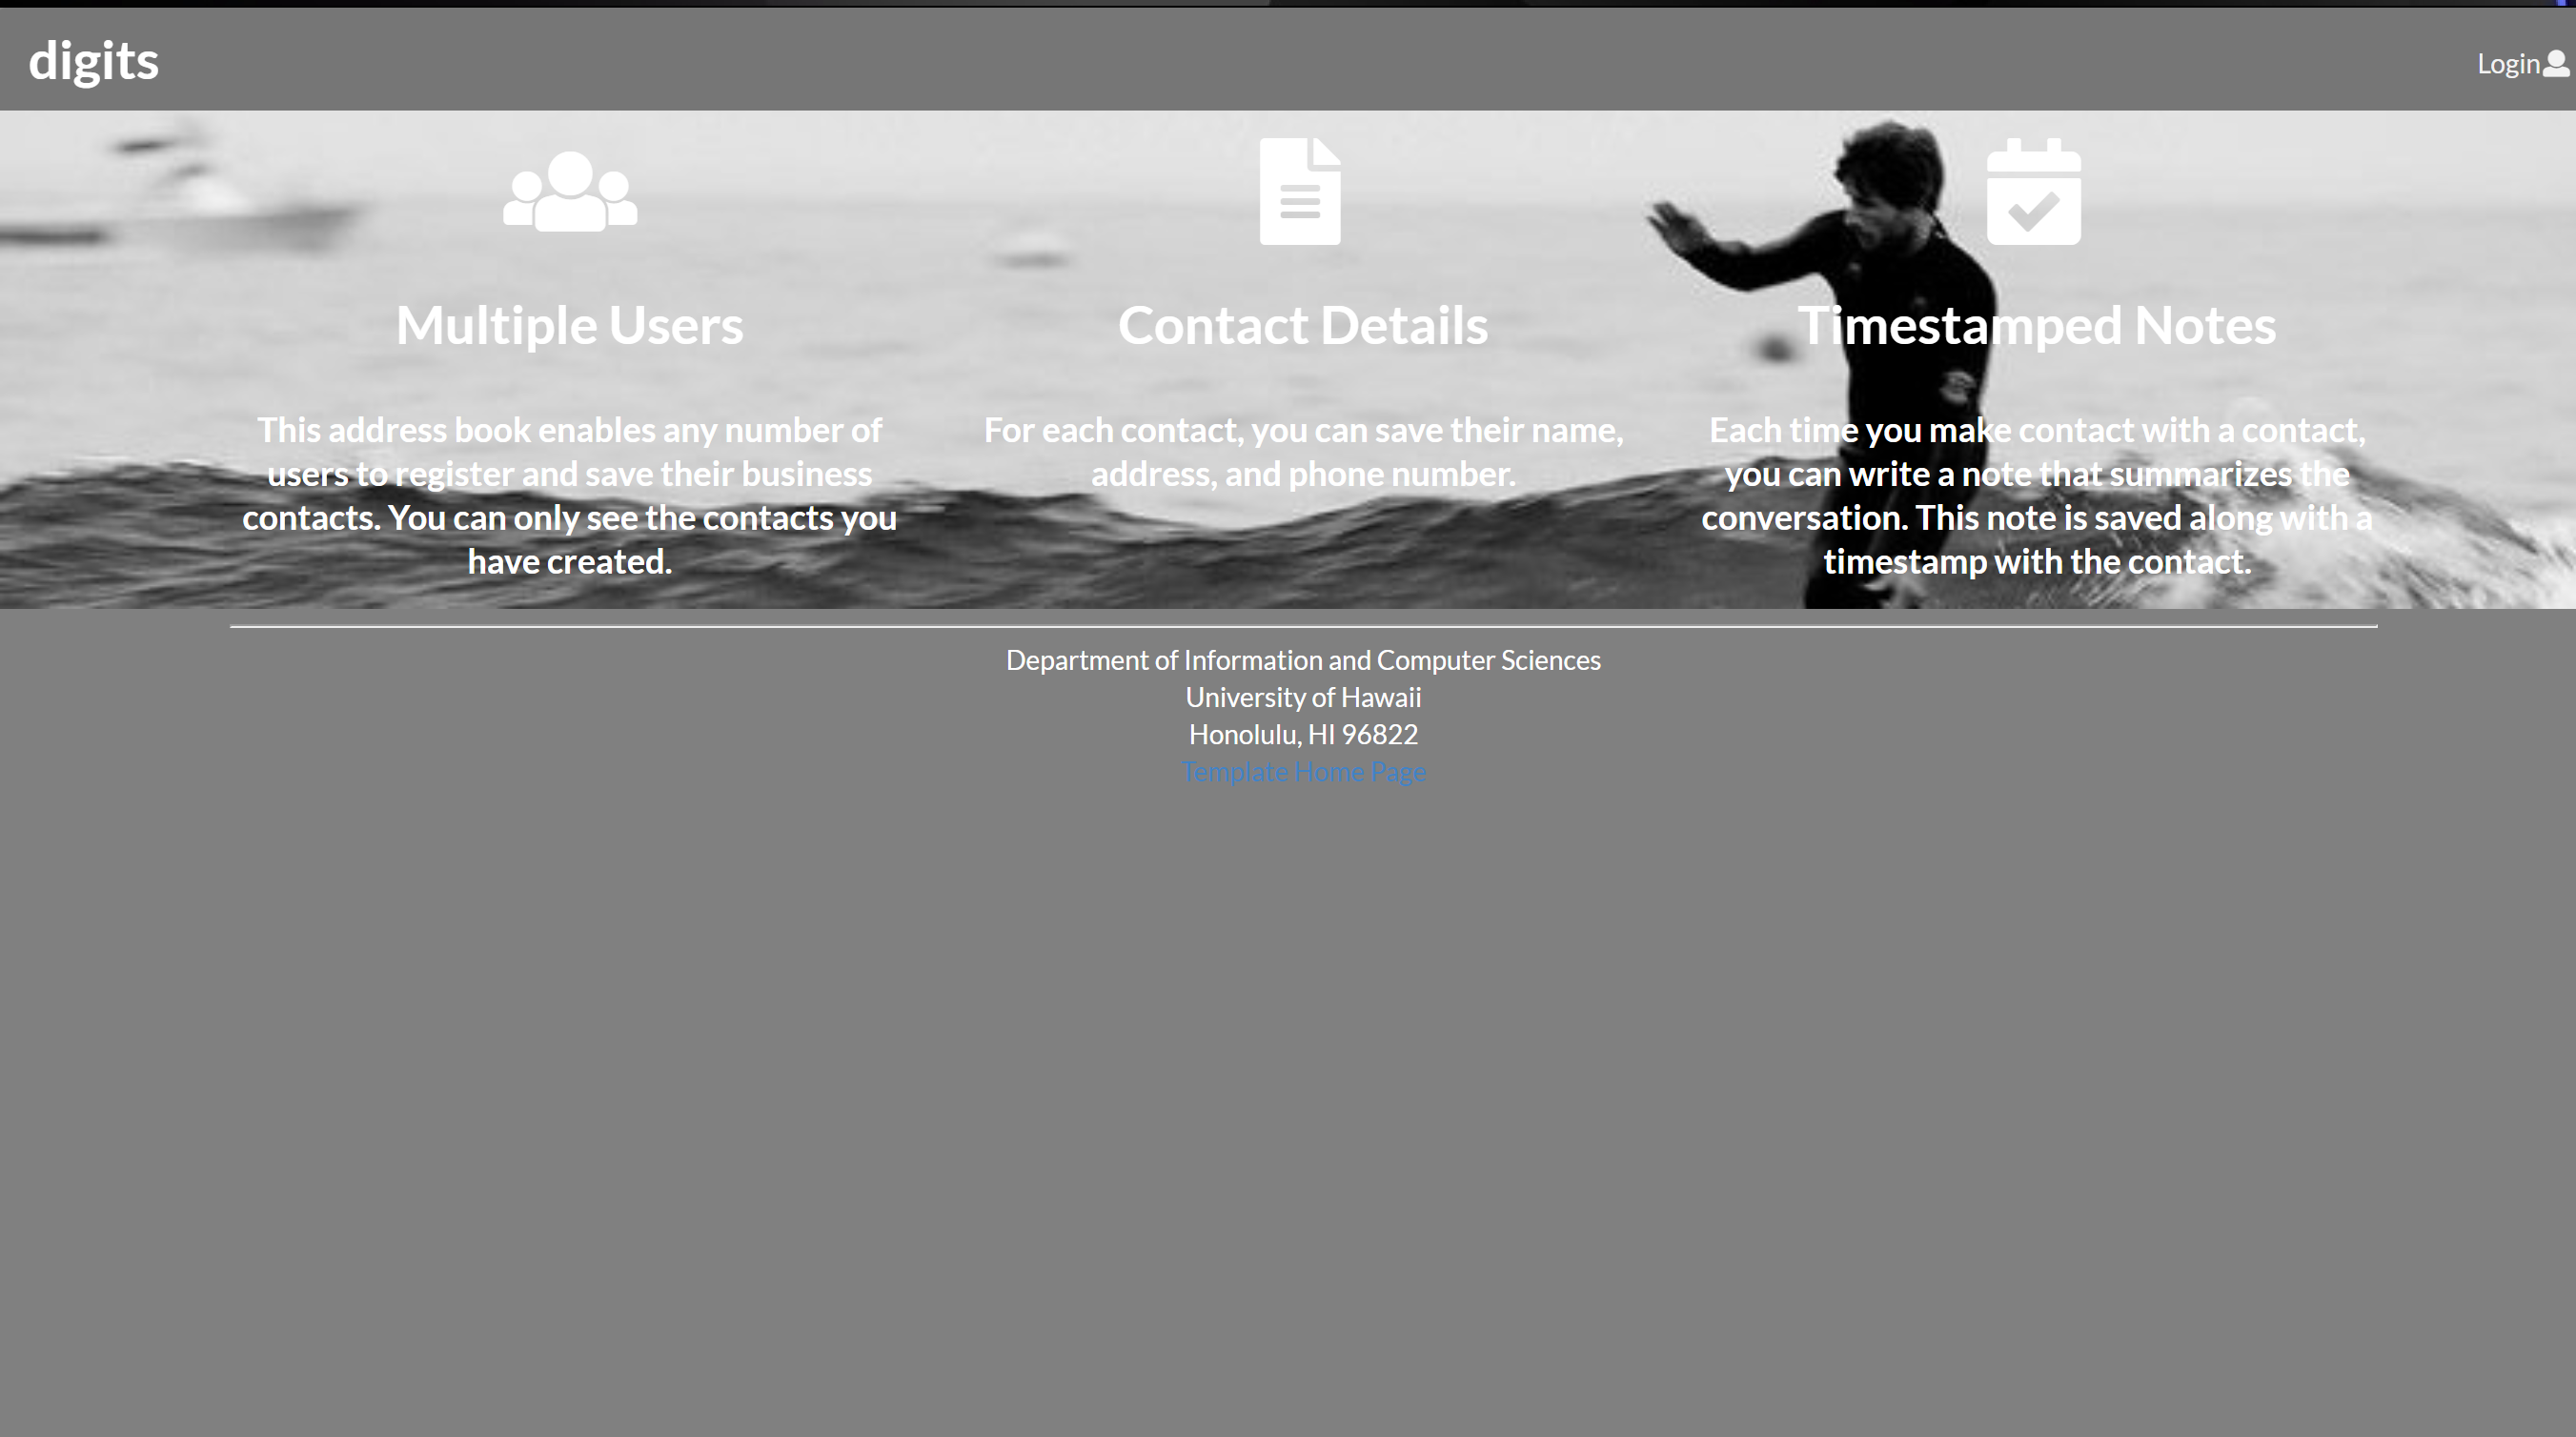 digits
Login
Multiple Users
This address book enables any number of
users to register and save their business
contacts. You can only see the contacts you
have created.
Contact Details
For each contact, you can save their name,
address, and phone number.
Timestamped Notes
Each time you make contact with a contact,
you can write a note that summarizes the
conversation. This note is saved along with a
timestamp with the contact.
Department of Information and Computer Sciences
University of Hawaii
Honolulu, HI 96822
Template Home Page